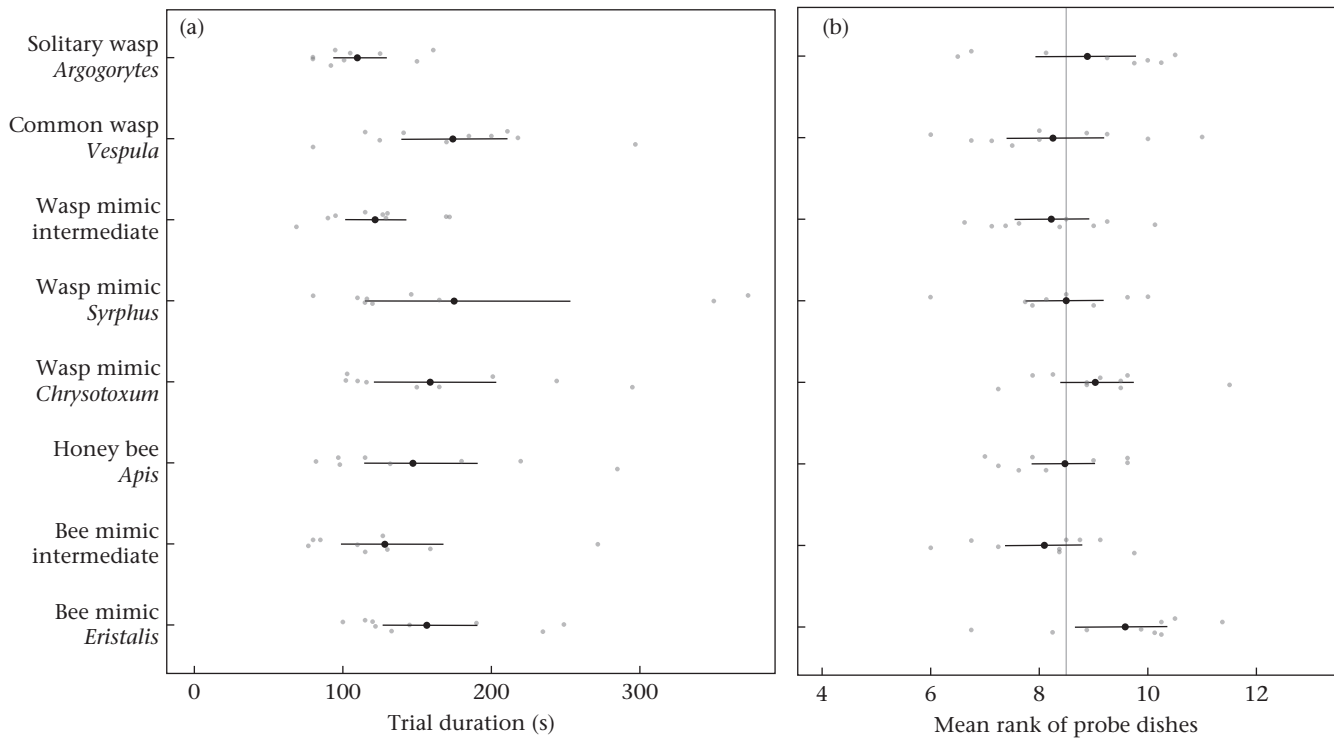 (a)
(b)
Solitary wasp
Argogorytes
Common wasp
Vespula
Wasp mimic
intermediate
Wasp mimic
Syrphus
Wasp mimic
Chrysotoxum
Honey bee
Apis
Bee mimic
intermediate
Bee mimic
Eristalis
0 100 200 300
4 6 8 10 12
Trial duration (s)
Mean rank of probe dishes